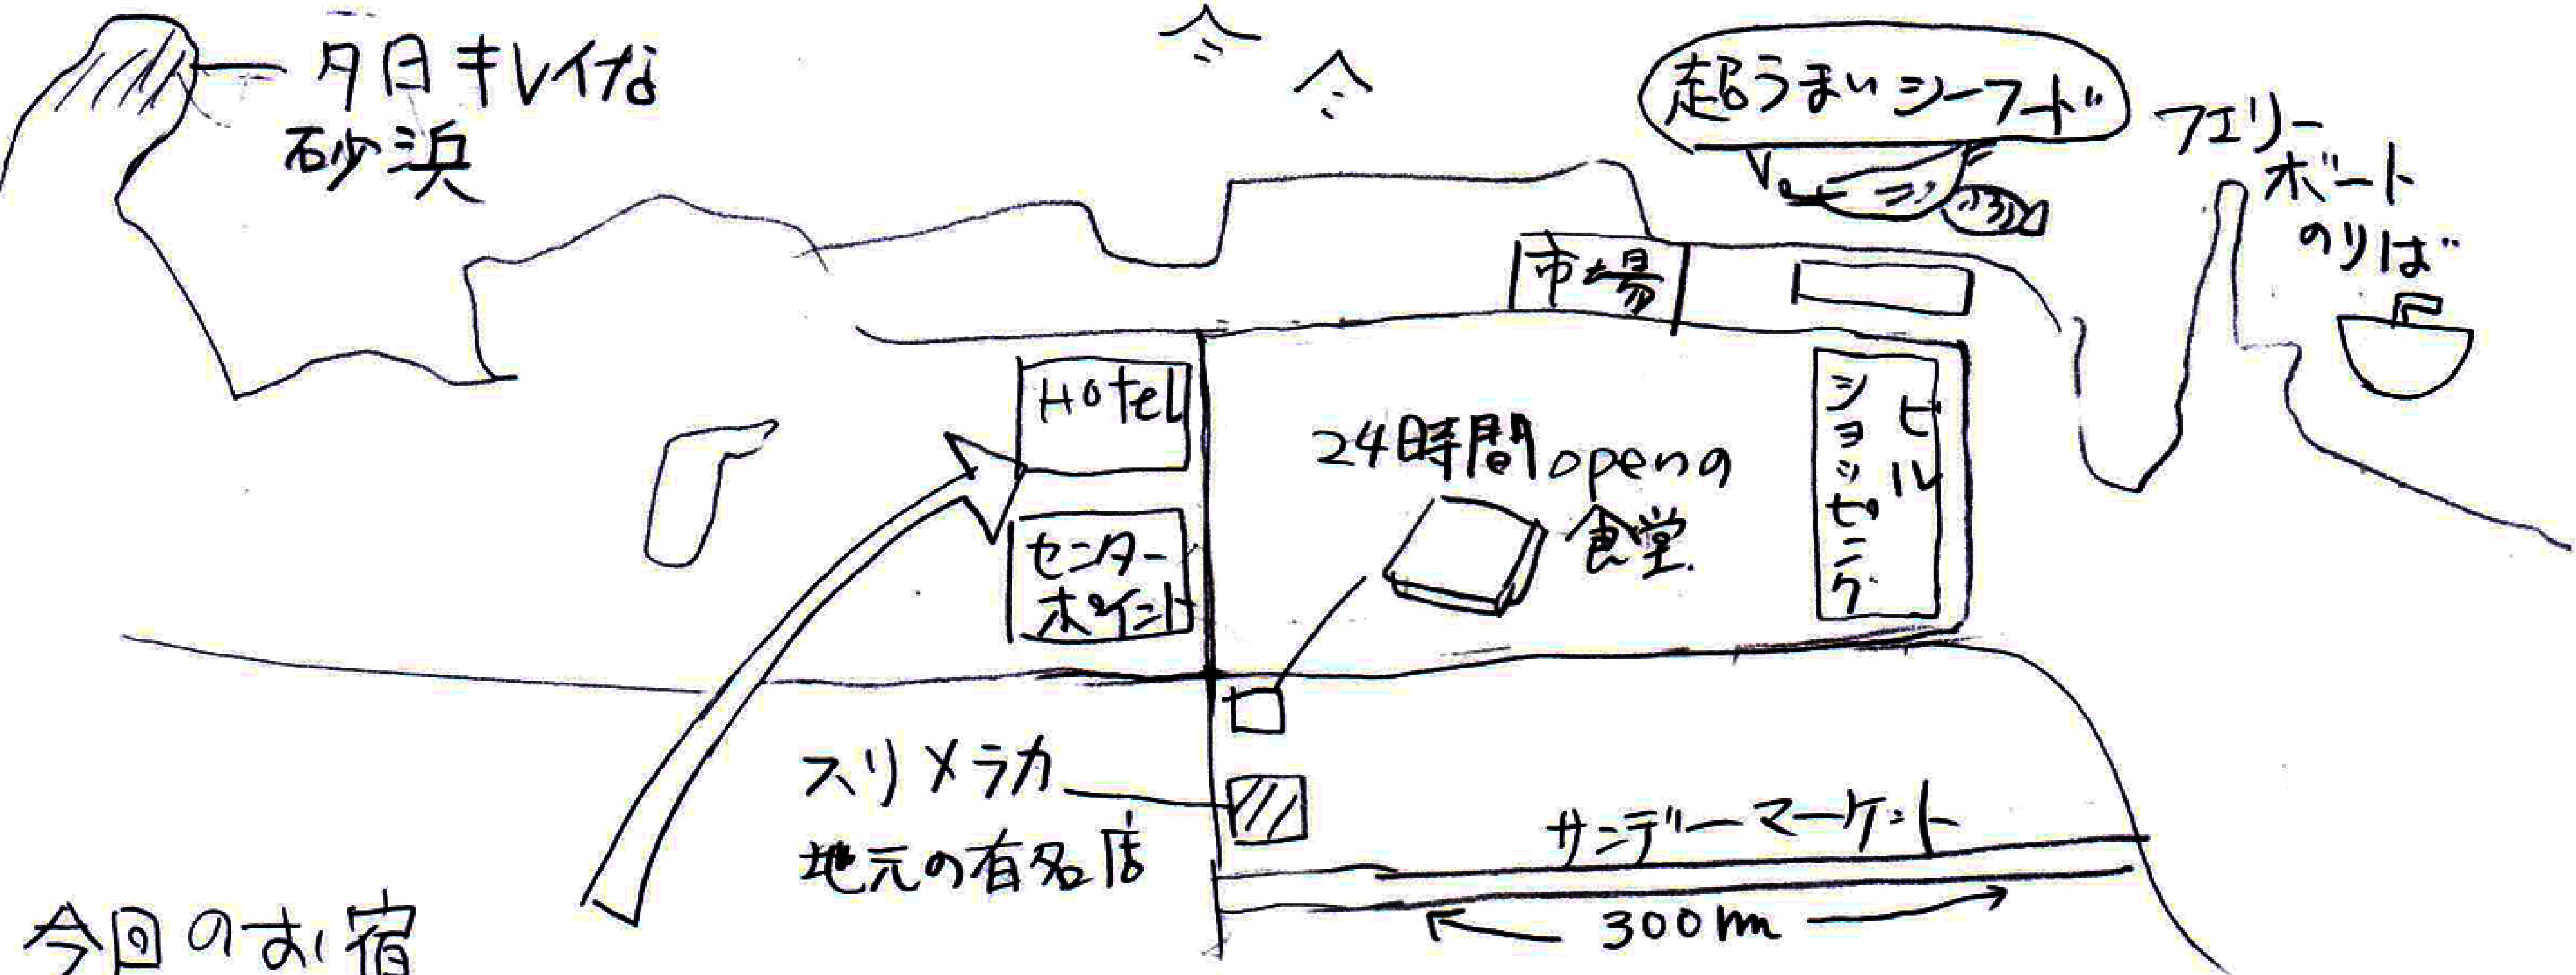 夕日キレイな
砂浜
超うまいシーフード
フェリー
ボート
のりば
市場
Hotel
センター
ポイント
24時間openの
食堂.
ショッピング
ビル
スリメラカ
地元の有名店
サンデーマーケット
300m
今回のお宿